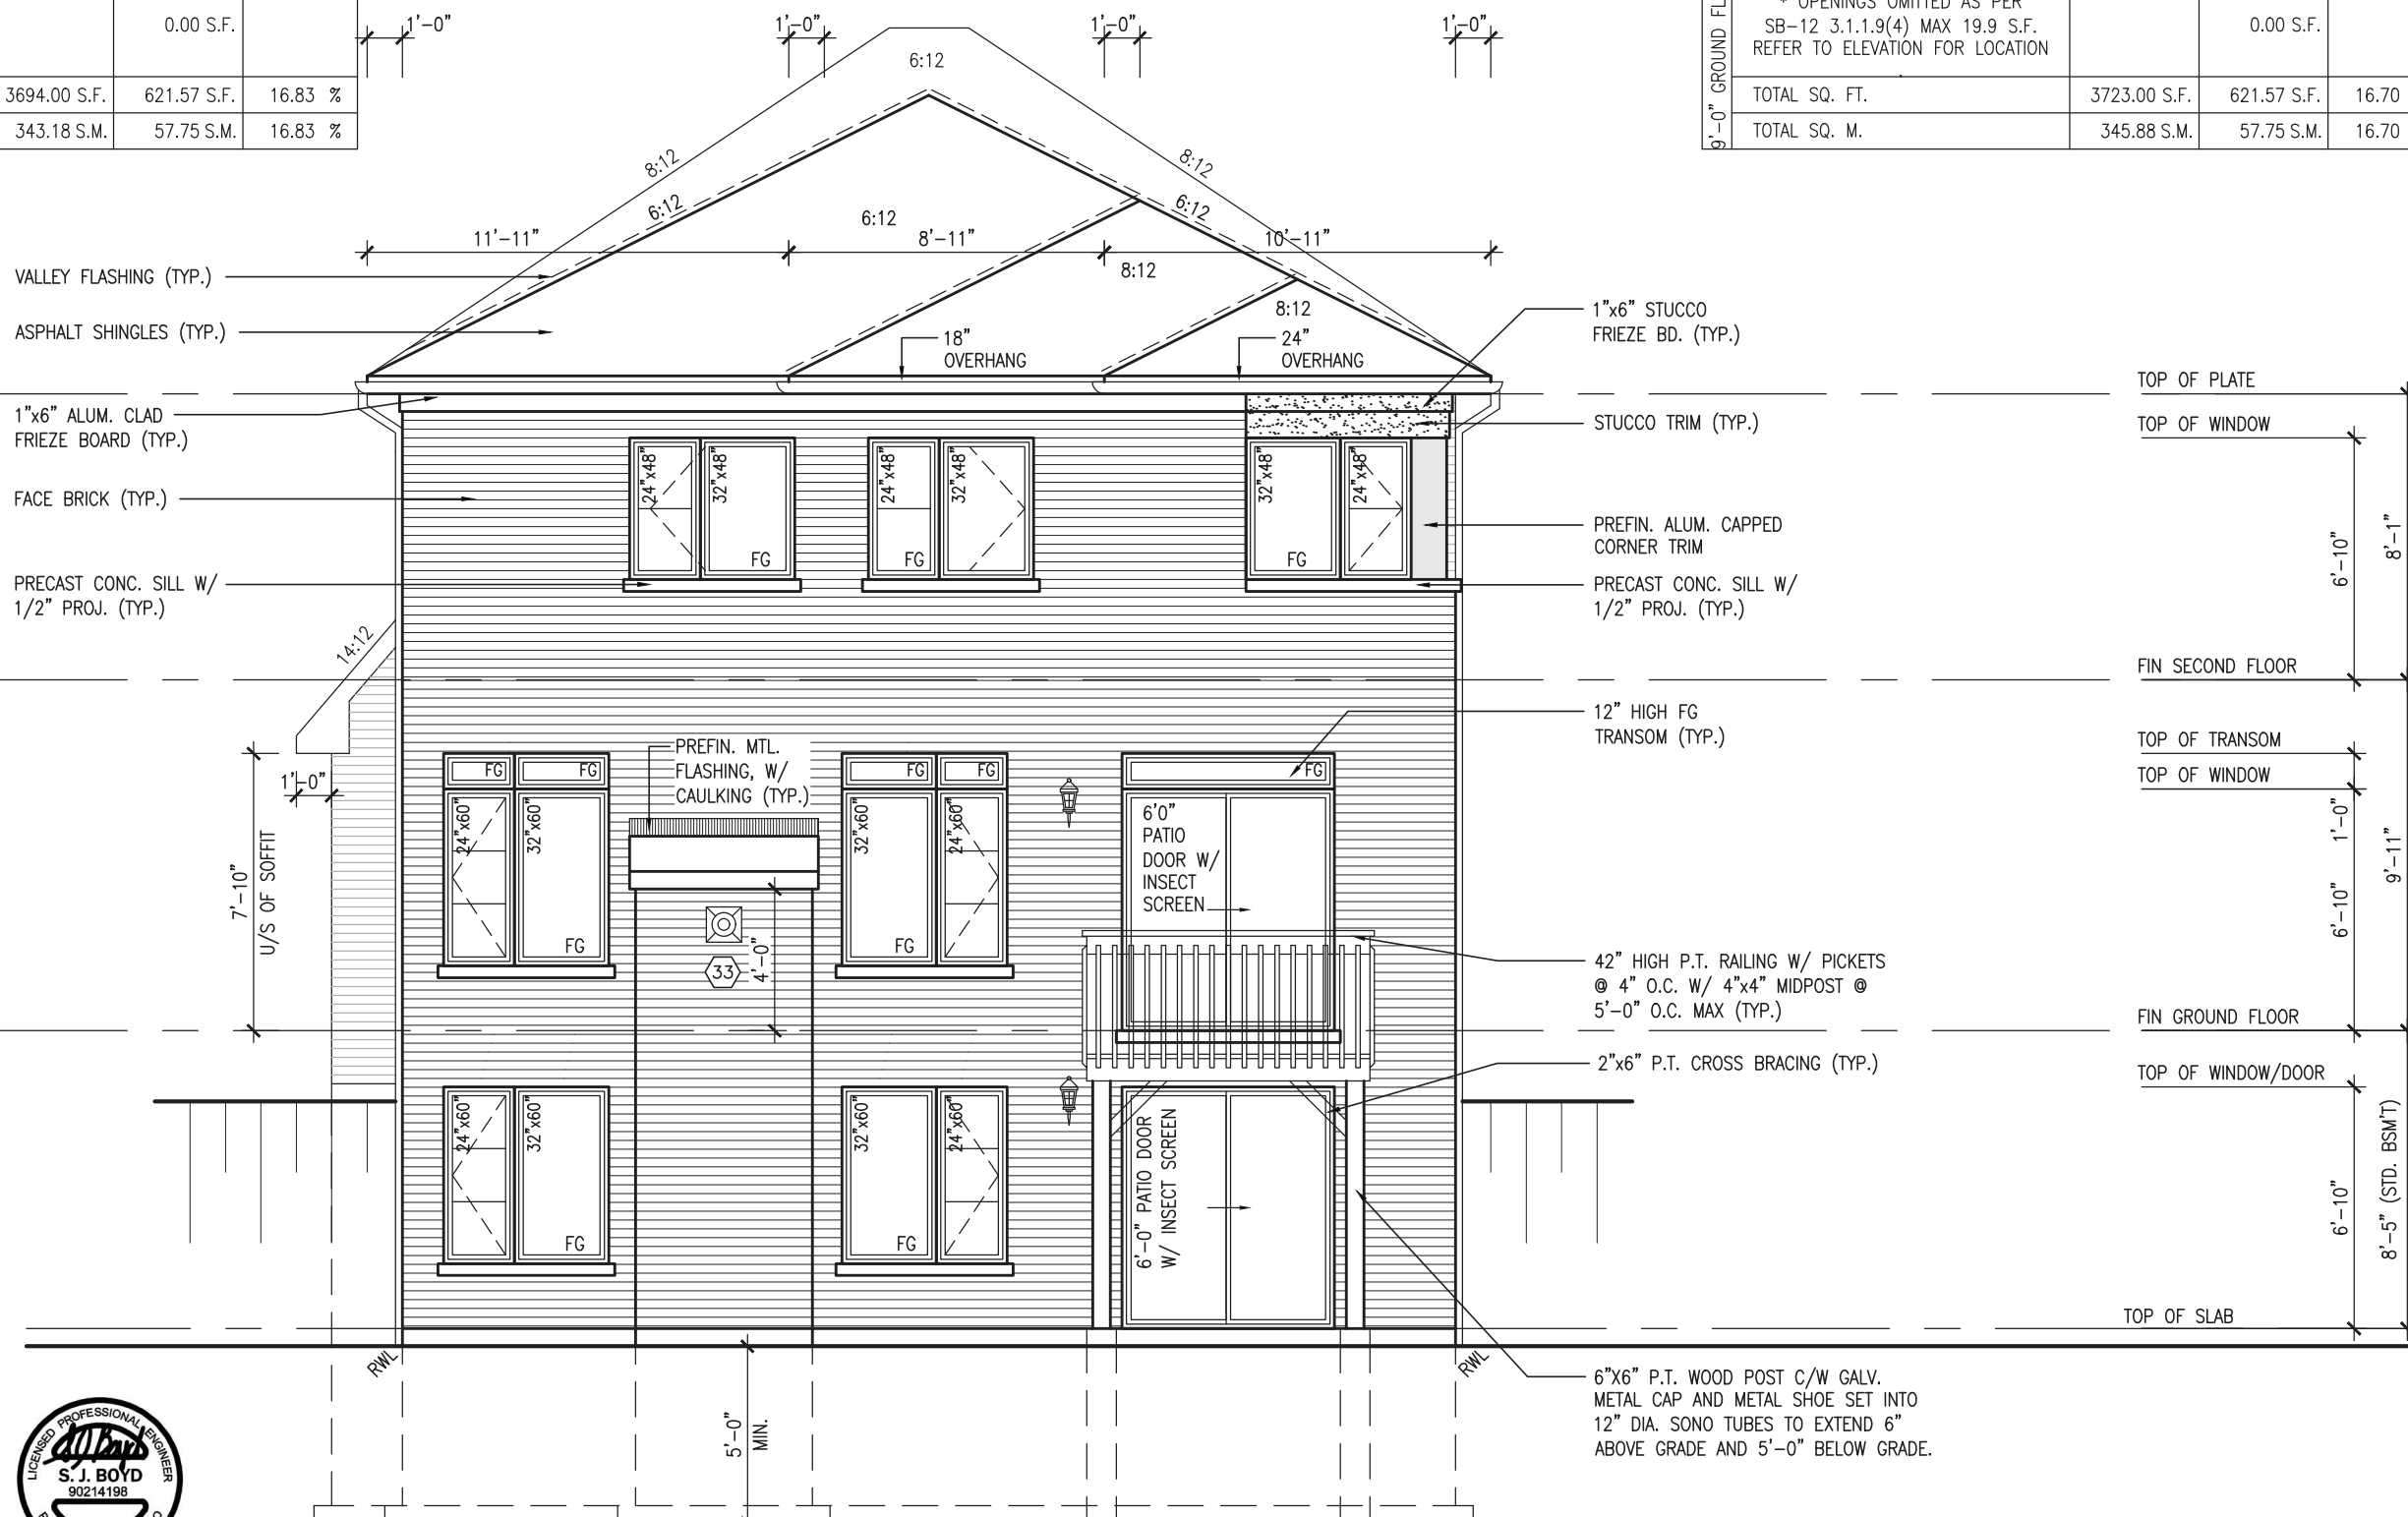 0.00 S.F.
3694.00 S.F. 621.57 S.F. 16.83 %
343.18 S.M. 57.75 S.M. 16.83 %
* OPENINGS OMITTED AS PER
SB-12 3.1.1.9(4) MAX 19.9 S.F.
REFER TO ELEVATION FOR LOCATION
0.00 S.F.
TOTAL SQ. FT. 3723.00 S.F. 621.57 S.F. 16.70
TOTAL SQ. M. 345.88 S.M. 57.75 S.M. 16.70
9'-0" GROUND
1'-0"
1'-0"
1'-0"
1'-0"
6:12
8:12
8:12
6:12
6:12
6:12
11'-11"
8'-11"
10'-11"
8:12
8:12
18"
OVERHANG
24"
OVERHANG
VALLEY FLASHING (TYP.)
ASPHALT SHINGLES (TYP.)
1"x6" ALUM. CLAD
FRIEZE BOARD (TYP.)
FACE BRICK (TYP.)
PRECAST CONC. SILL W/
1/2" PROJ. (TYP.)
14:12
1'-0"
7'-10"
U/S OF SOFFIT
24"x48"
32"x48"
FG
24"x48"
32"x48"
FG
32"x48"
24"x48"
FG
1"x6" STUCCO
FRIEZE BD. (TYP.)
STUCCO TRIM (TYP.)
PREFIN. ALUM. CAPPED
CORNER TRIM
PRECAST CONC. SILL W/
1/2" PROJ. (TYP.)
12" HIGH FG
TRANSOM (TYP.)
42" HIGH P.T. RAILING W/ PICKETS
@ 4" O.C. W/ 4"x4" MIDPOST @
5'-0" O.C. MAX (TYP.)
2"x6" P.T. CROSS BRACING (TYP.)
6"X6" P.T. WOOD POST C/W GALV.
METAL CAP AND METAL SHOE SET INTO
12" DIA. SONO TUBES TO EXTEND 6"
ABOVE GRADE AND 5'-0" BELOW GRADE.
PREFIN. MTL.
FLASHING, W/
CAULKING (TYP.)
FG
FG
24"x60"
32"x60"
FG
33
4'-0"
FG
FG
32"x60"
24"x60"
FG
FG
6'0"
PATIO
DOOR W/
INSECT
SCREEN
24"x60"
32"x60"
FG
32"x60"
24"x60"
FG
6'-0" PATIO DOOR
W/ INSECT SCREEN
TOP OF PLATE
TOP OF WINDOW
6'-10"
8'-1"
FIN SECOND FLOOR
TOP OF TRANSOM
TOP OF WINDOW
1'-0"
6'-10"
9'-11"
FIN GROUND FLOOR
TOP OF WINDOW/DOOR
6'-10"
8'-5" (STD. BSM'T)
TOP OF SLAB
RWL
RWL
5'-0"
MIN.
LICENSED PROFESSIONAL ENGINEER
S. J. BOYD
90214198